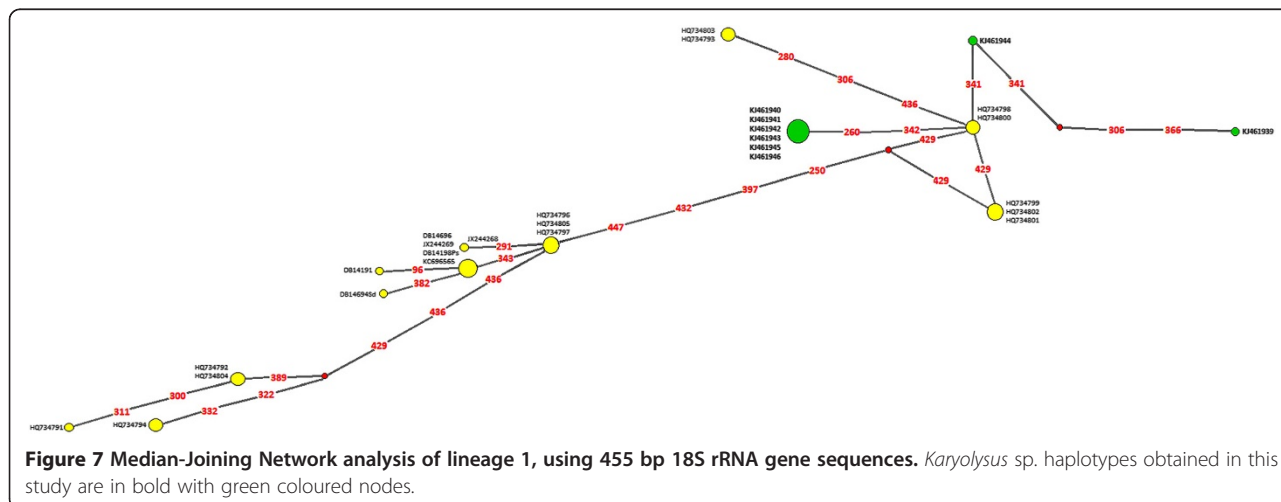 HQ734803
HQ734793
280
306
436
KJ461944
341
341
306
366
KJ461939
KJ461940
KJ461941
KJ461942
KJ461943
KJ461945
KJ461946
260
342
HQ734798
HQ734800
429
429
429
HQ734799
HQ734802
HQ734801
250
397
432
447
HQ734796
HQ734805
HQ734797
DB14696
JX244269
DB14198Ps
KC696565
JX244268
291
343
DB14191
96
382
DB14694Sd
436
436
429
HQ734792
HQ734804
389
322
332
300
311
HQ734791
HQ734794
Figure 7 Median-Joining Network analysis of lineage 1, using 455 bp 18S rRNA gene sequences. Karyolysus sp. haplotypes obtained in this
study are in bold with green coloured nodes.